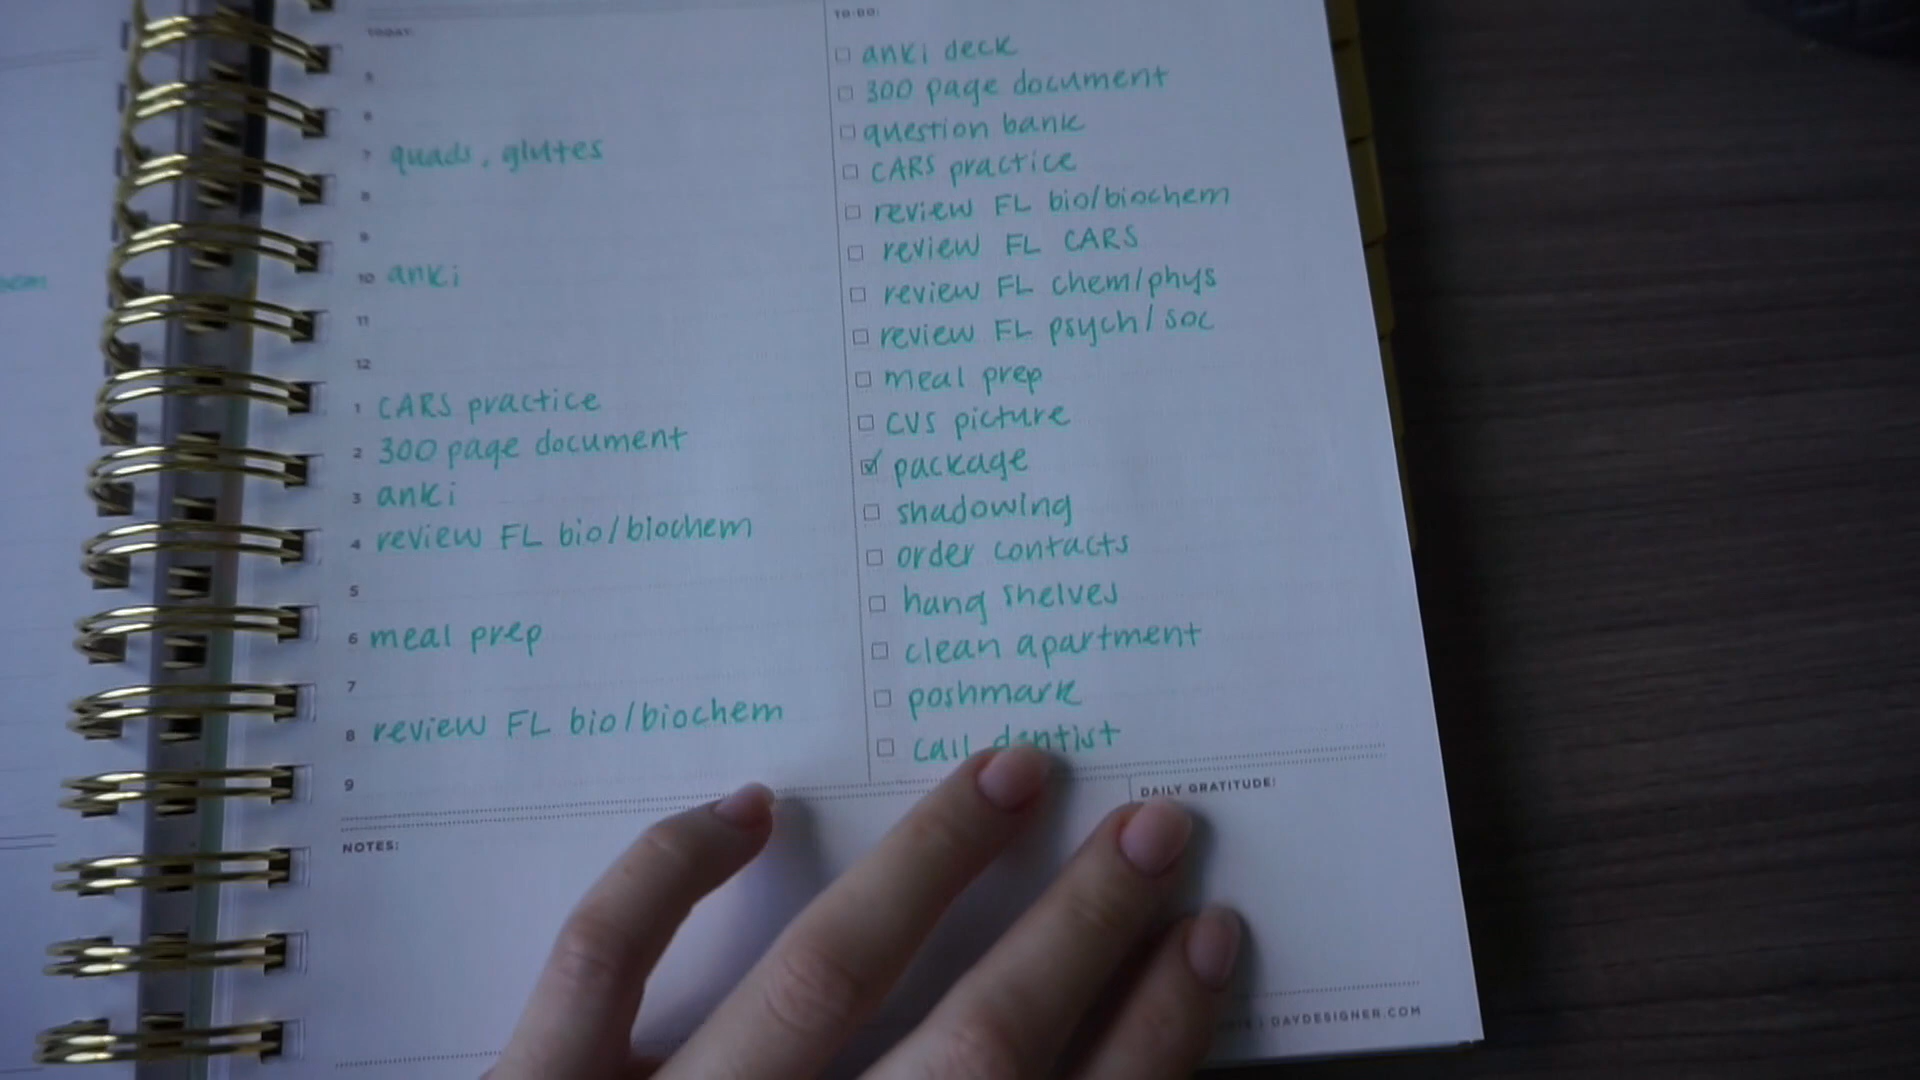 TODAY:
5
6
7 quads, glutes
8
9
10 anki
11
12
1 CARS practice
2 300 page document
3 anki
4 review FL bio/biochem
5
6 meal prep
7
8 review FL bio/biochem
9
TO-DO:
anki deck
300 page document
question bank
CARS practice
review FL bio/biochem
review FL CARS
review FL chem/phys
review FL psych/soc
meal prep
CVS picture
package
shadowing
order contacts
hang shelves
clean apartment
poshmark
call dentist
NOTES:
DAILY GRATITUDE:
| DAYDESIGNER.COM